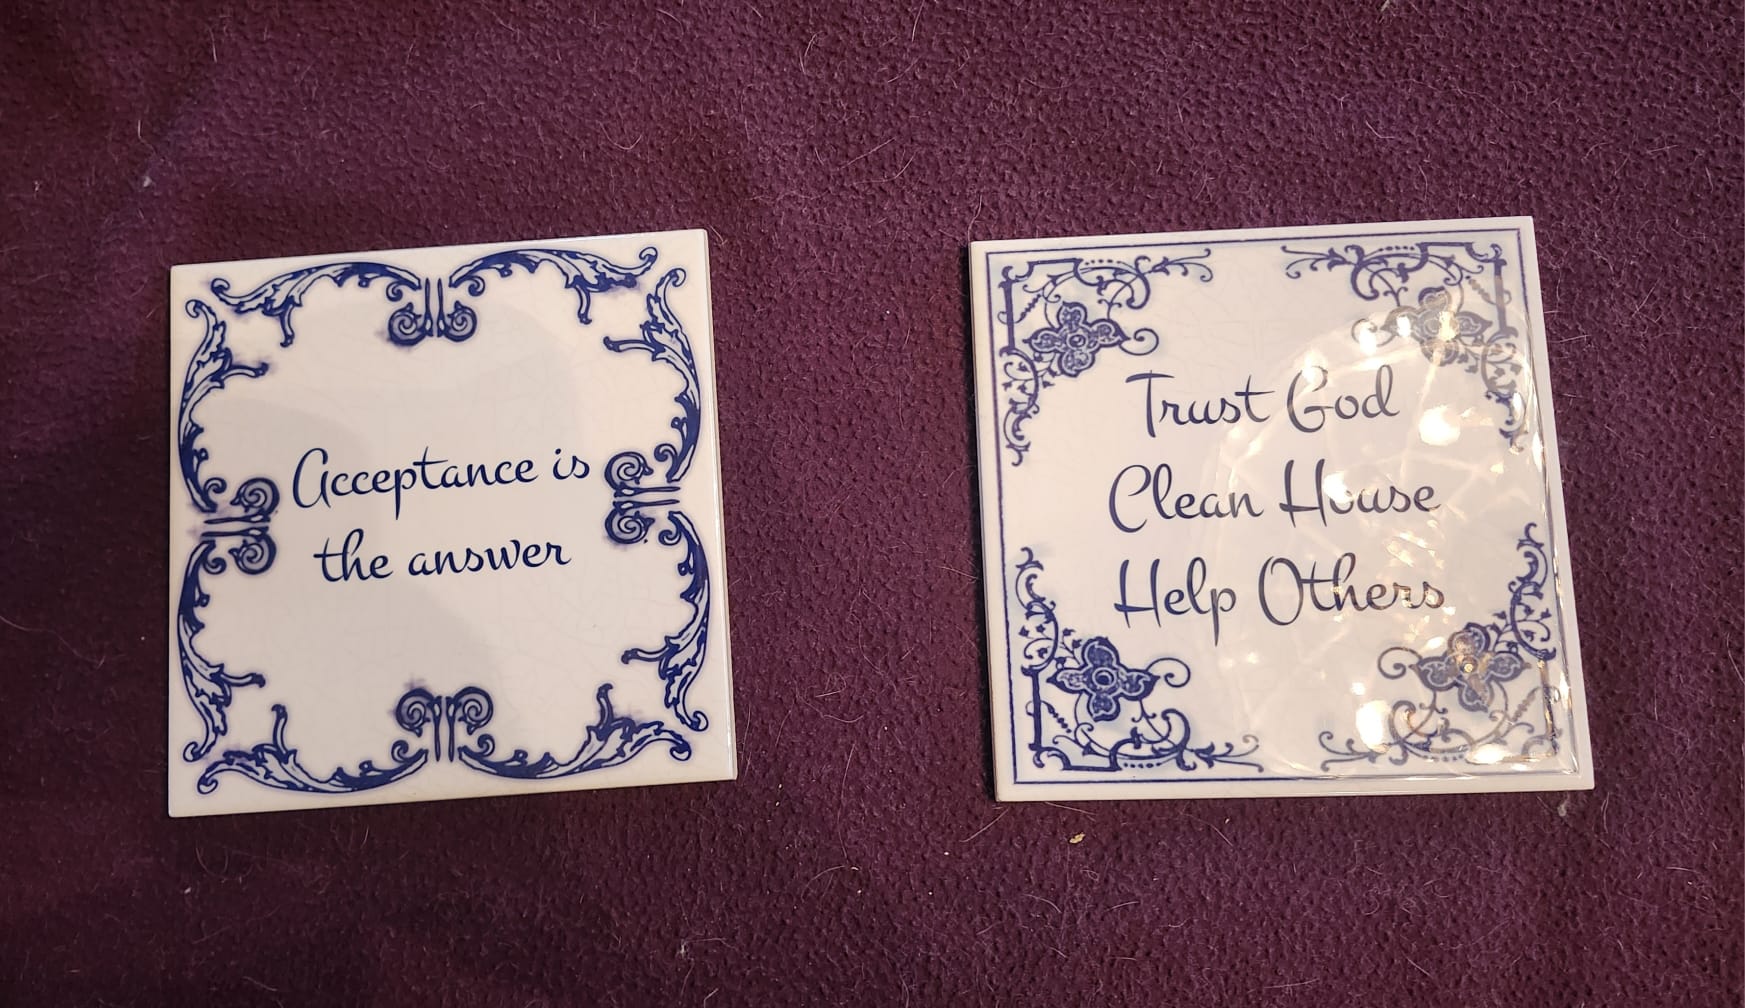 Acceptance is
the answer
Trust God
Clean House
Help Others